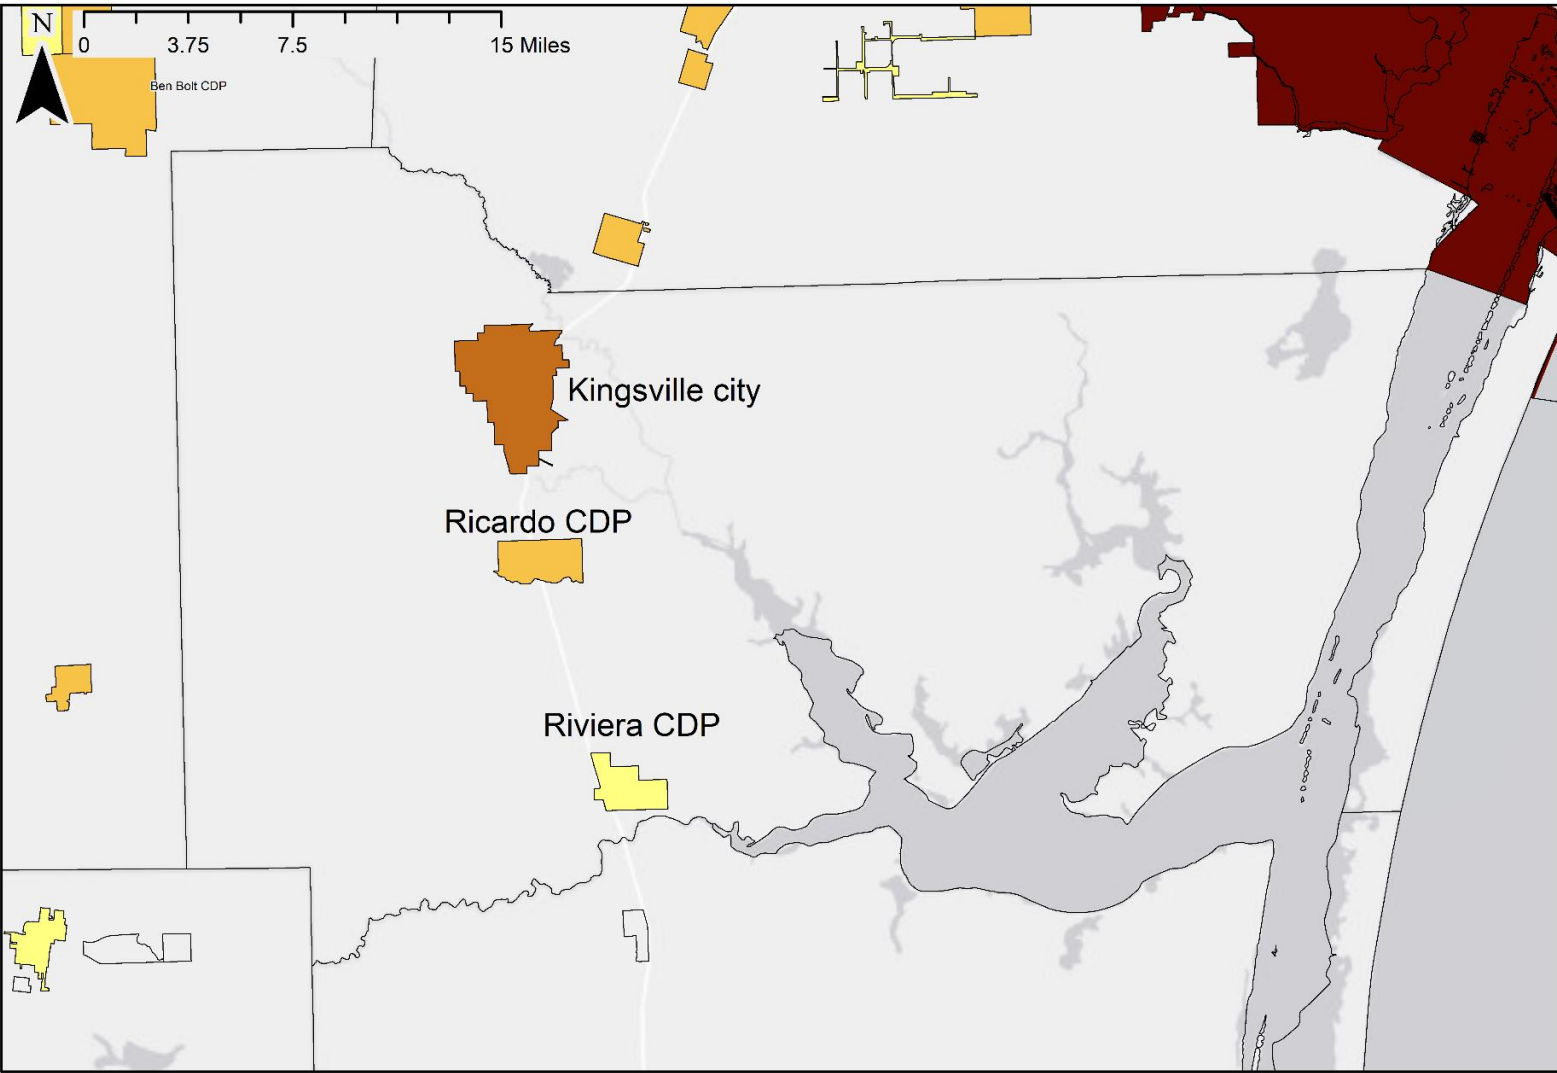 N
0 3.75 7.5 15 Miles
Ben Bolt CDP
Kingsville city
Ricardo CDP
Riviera CDP